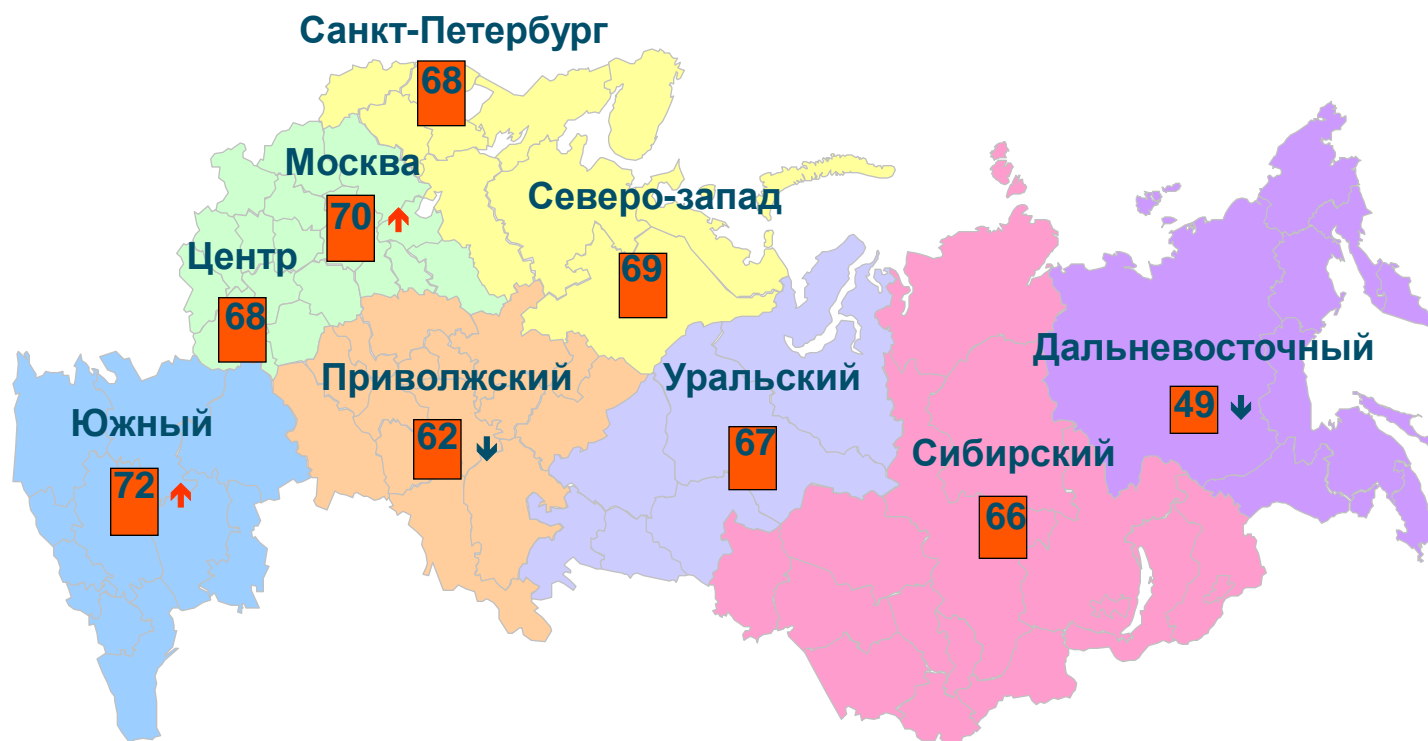 Санкт-Петербург
68
Москва
70
Северо-запад
69
Центр
68
Дальневосточный
49
Приволжский
62
Уральский
67
Южный
72
Сибирский
66